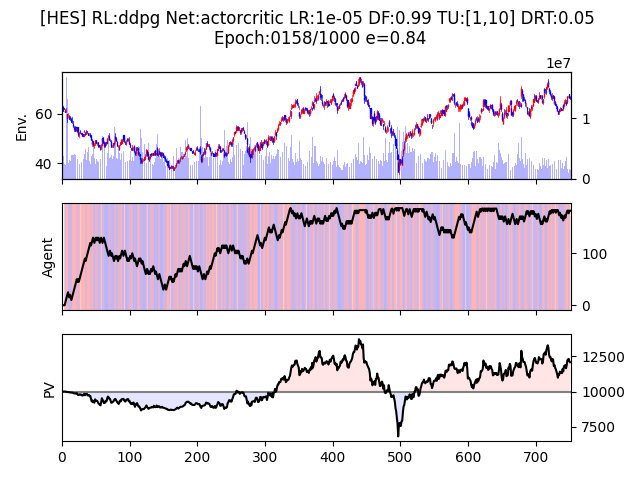 [HES] RL:ddpg Net:actorcritic LR:1e-05 DF:0.99 TU:[1,10] DRT:0.05
Epoch:0158/1000 e=0.84
1e7
Env.
60
40
1
0
Agent
100
0
PV
12500
10000
7500
0 100 200 300 400 500 600 700